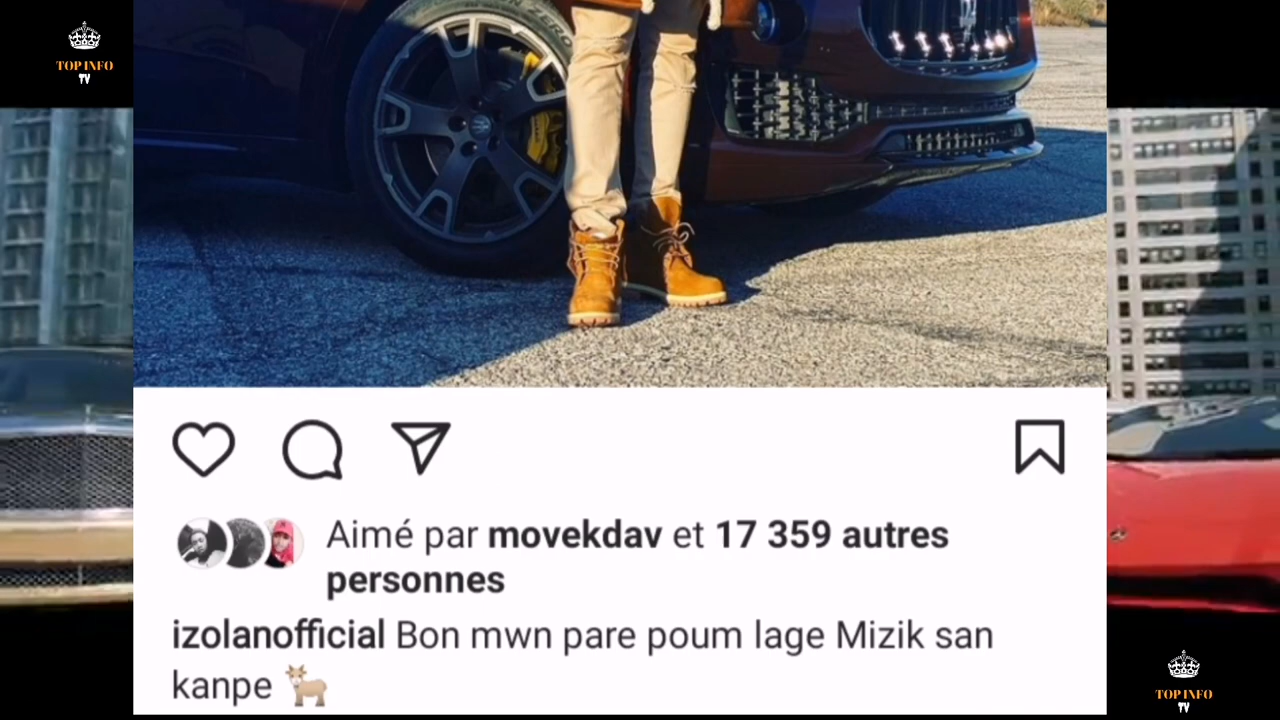 TOP INFO
TV
ZERO
Aimé par movekdav et 17 359 autres
personnes
izolanofficial Bon mwn pare poum lage Mizik san
kanpe 🐐
TOP INFO
TV